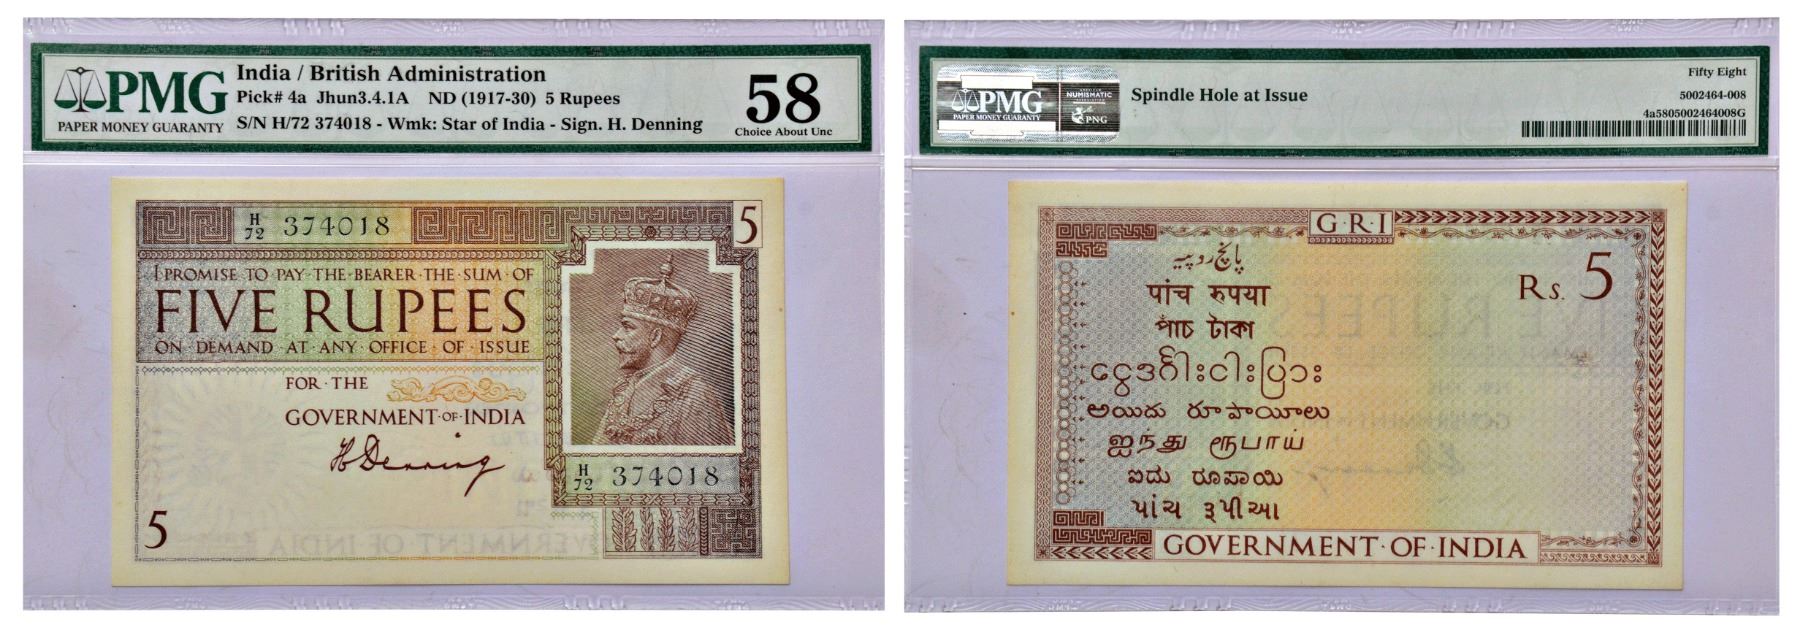 PMG
PAPER MONEY GUARANTY
India / British Administration
Pick# 4a Jhun3.4.1A ND (1917-30) 5 Rupees
S/N H/72 374018 - Wmk: Star of India - Sign. H. Denning
58
Choice About Unc
H/72 374018
5
I PROMISE TO PAY THE BEARER THE SUM OF
FIVE RUPEES
ON DEMAND AT ANY OFFICE OF ISSUE
FOR THE
GOVERNMENT OF INDIA
H Denning
H/72 374018
5
PMG
PAPER MONEY GUARANTY
NUMISMATIC
PNG
Spindle Hole at Issue
Fifty Eight
5002464-008
4a5805002464008G
G·R·I
Rs. 5
پانچ روپیہ
पांच रुपया
পাঁচ টাকা
ငွေဒင်္ဂါးငါးပြား
ಅಯಿದು ರೂಪಾಯೀಲು
ஐந்து ரூபாய்
ఐదు రూపాయి
પાંચ રૂપીઆ
GOVERNMENT·OF·INDIA